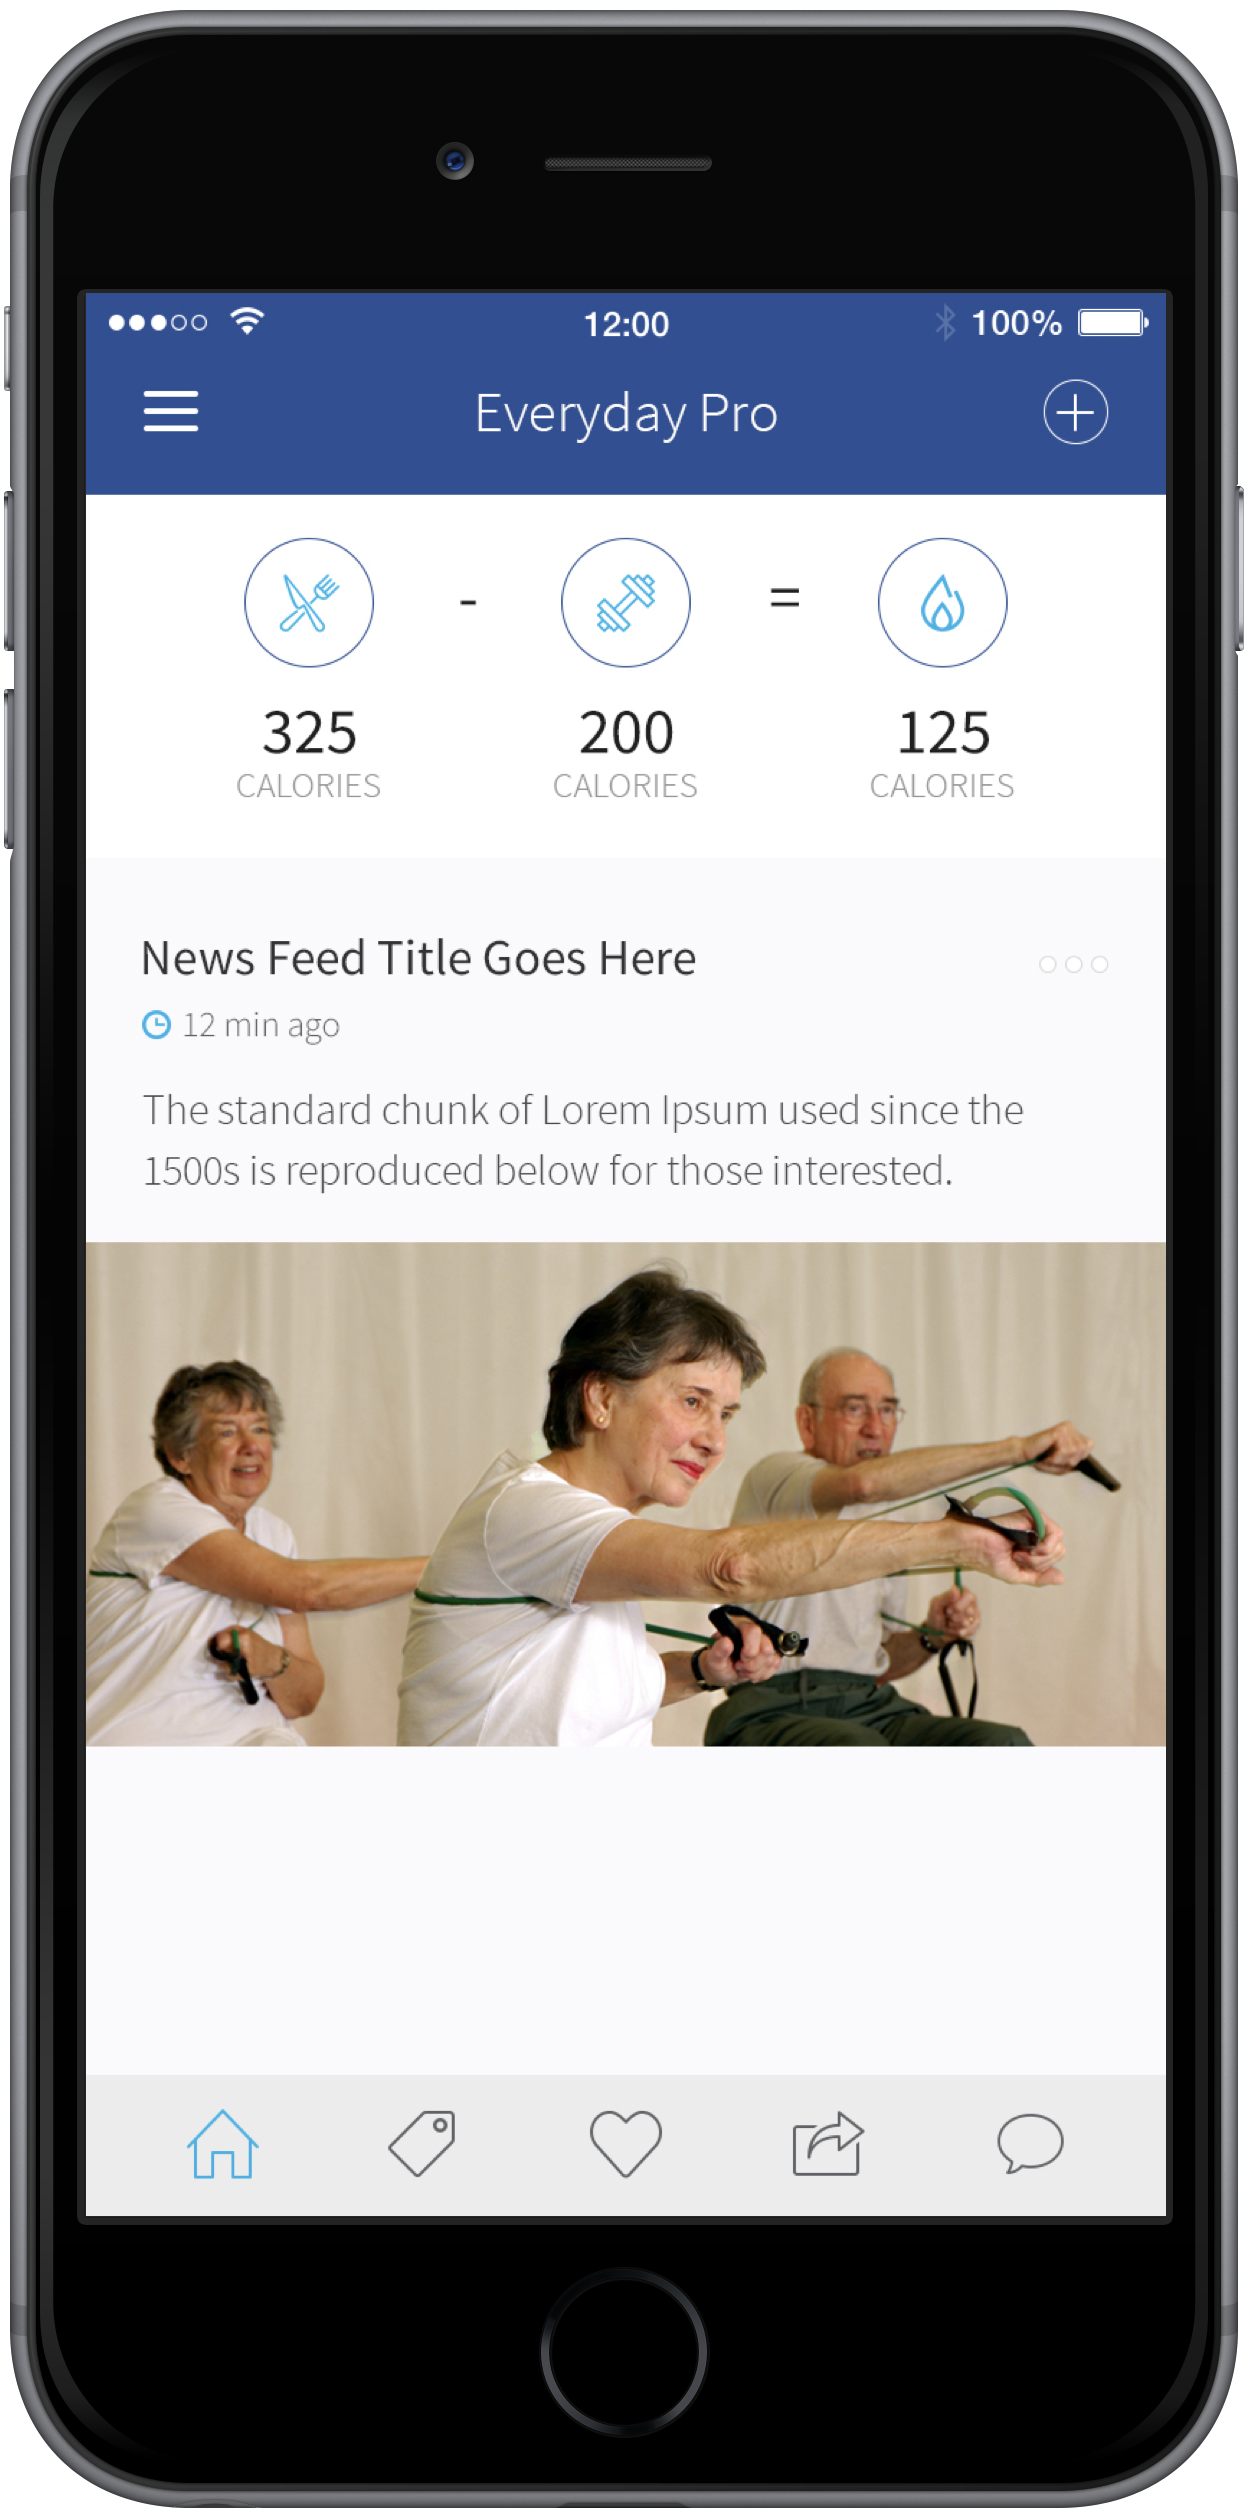 12:00
100%
Everyday Pro
- =
325 200 125
CALORIES CALORIES CALORIES
News Feed Title Goes Here
12 min ago
The standard chunk of Lorem Ipsum used since the
1500s is reproduced below for those interested.